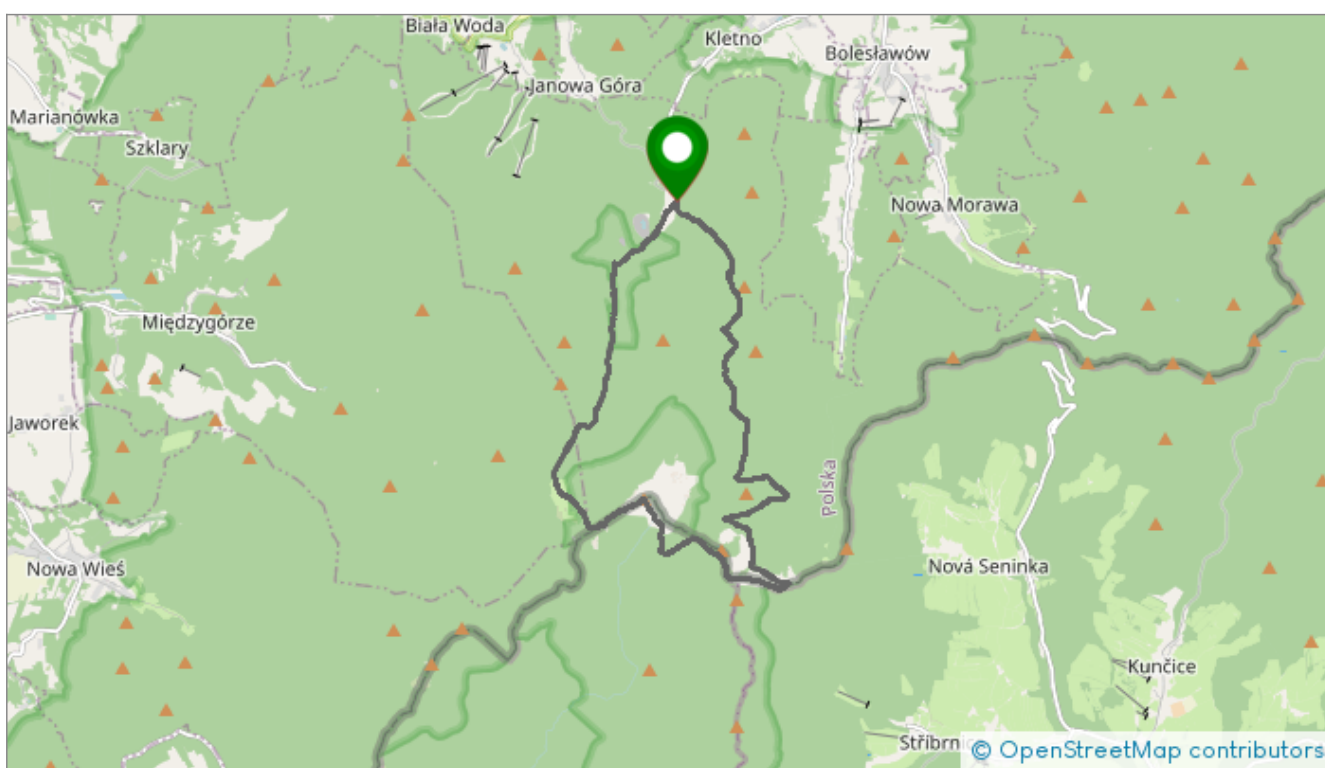 Biała Woda
Kletno
Bolesławów
Janowa Góra
Marianówka
Szklary
Nowa Morawa
Międzygórze
Jaworek
Polska
Nowa Wieś
Nová Seninka
Kunčice
Stříbrnic
© OpenStreetMap contributors